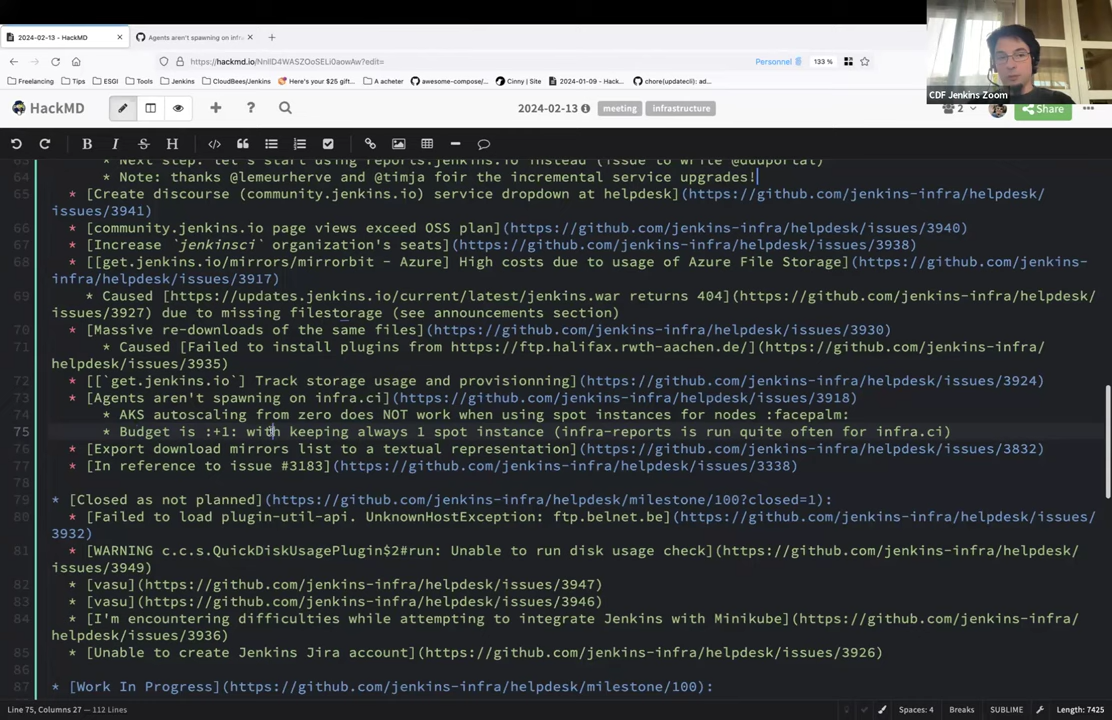 2024-02-13 - HackMD
Agents aren't spawning on infra
https://hackmd.io/NnllD4WASZOoSELi0aowAw?edit=
Personnel
133 %
Freelancing
Tips
ESGI
Tools
Jenkins
CloudBees/Jenkins
Here's your $25 gift...
A acheter
awesome-compose/...
Cinny | Site
2024-01-09 - HackMD
chore(updatecli): ad...
CDF Jenkins Zoom
HackMD
2024-02-13
meeting
infrastructure
2
Share
B I S H
* Next step: let's start using reports.jenkins.io instead (issue to write @duduportal)
64 * Note: thanks @lemeurherve and @timja foir the incremental service upgrades!
65 * [Create discourse (community.jenkins.io) service dropdown at helpdesk](https://github.com/jenkins-infra/helpdesk/
issues/3941)
66 * [community.jenkins.io page views exceed OSS plan](https://github.com/jenkins-infra/helpdesk/issues/3940)
67 * [Increase `jenkinsci` organization's seats](https://github.com/jenkins-infra/helpdesk/issues/3938)
68 * [[get.jenkins.io/mirrors/mirrorbit - Azure] High costs due to usage of Azure File Storage](https://github.com/jenkins-
infra/helpdesk/issues/3917)
69 * Caused [https://updates.jenkins.io/current/latest/jenkins.war returns 404](https://github.com/jenkins-infra/helpdesk/
issues/3927) due to missing filestorage (see announcements section)
70 * [Massive re-downloads of the same files](https://github.com/jenkins-infra/helpdesk/issues/3930)
71 * Caused [Failed to install plugins from https://ftp.halifax.rwth-aachen.de/](https://github.com/jenkins-infra/
helpdesk/issues/3935)
72 * [[`get.jenkins.io`] Track storage usage and provisionning](https://github.com/jenkins-infra/helpdesk/issues/3924)
73 * [Agents aren't spawning on infra.ci](https://github.com/jenkins-infra/helpdesk/issues/3918)
74 * AKS autoscaling from zero does NOT work when using spot instances for nodes :facepalm:
75 * Budget is :+1: with keeping always 1 spot instance (infra-reports is run quite often for infra.ci)
76 * [Export download mirrors list to a textual representation](https://github.com/jenkins-infra/helpdesk/issues/3832)
77 * [In reference to issue #3183](https://github.com/jenkins-infra/helpdesk/issues/3338)
78
79 * [Closed as not planned](https://github.com/jenkins-infra/helpdesk/milestone/100?closed=1):
80 * [Failed to load plugin-util-api. UnknownHostException: ftp.belnet.be](https://github.com/jenkins-infra/helpdesk/issues/
3932)
81 * [WARNING c.c.s.QuickDiskUsagePlugin$2#run: Unable to run disk usage check](https://github.com/jenkins-infra/helpdesk/
issues/3949)
82 * [vasu](https://github.com/jenkins-infra/helpdesk/issues/3947)
83 * [vasu](https://github.com/jenkins-infra/helpdesk/issues/3946)
84 * [I'm encountering difficulties while attempting to integrate Jenkins with Minikube](https://github.com/jenkins-infra/
helpdesk/issues/3936)
85 * [Unable to create Jenkins Jira account](https://github.com/jenkins-infra/helpdesk/issues/3926)
86
87 * [Work In Progress](https://github.com/jenkins-infra/helpdesk/milestone/100):
Line 75, Columns 27 — 112 Lines
Spaces: 4
Breaks
SUBLIME
Length: 7425